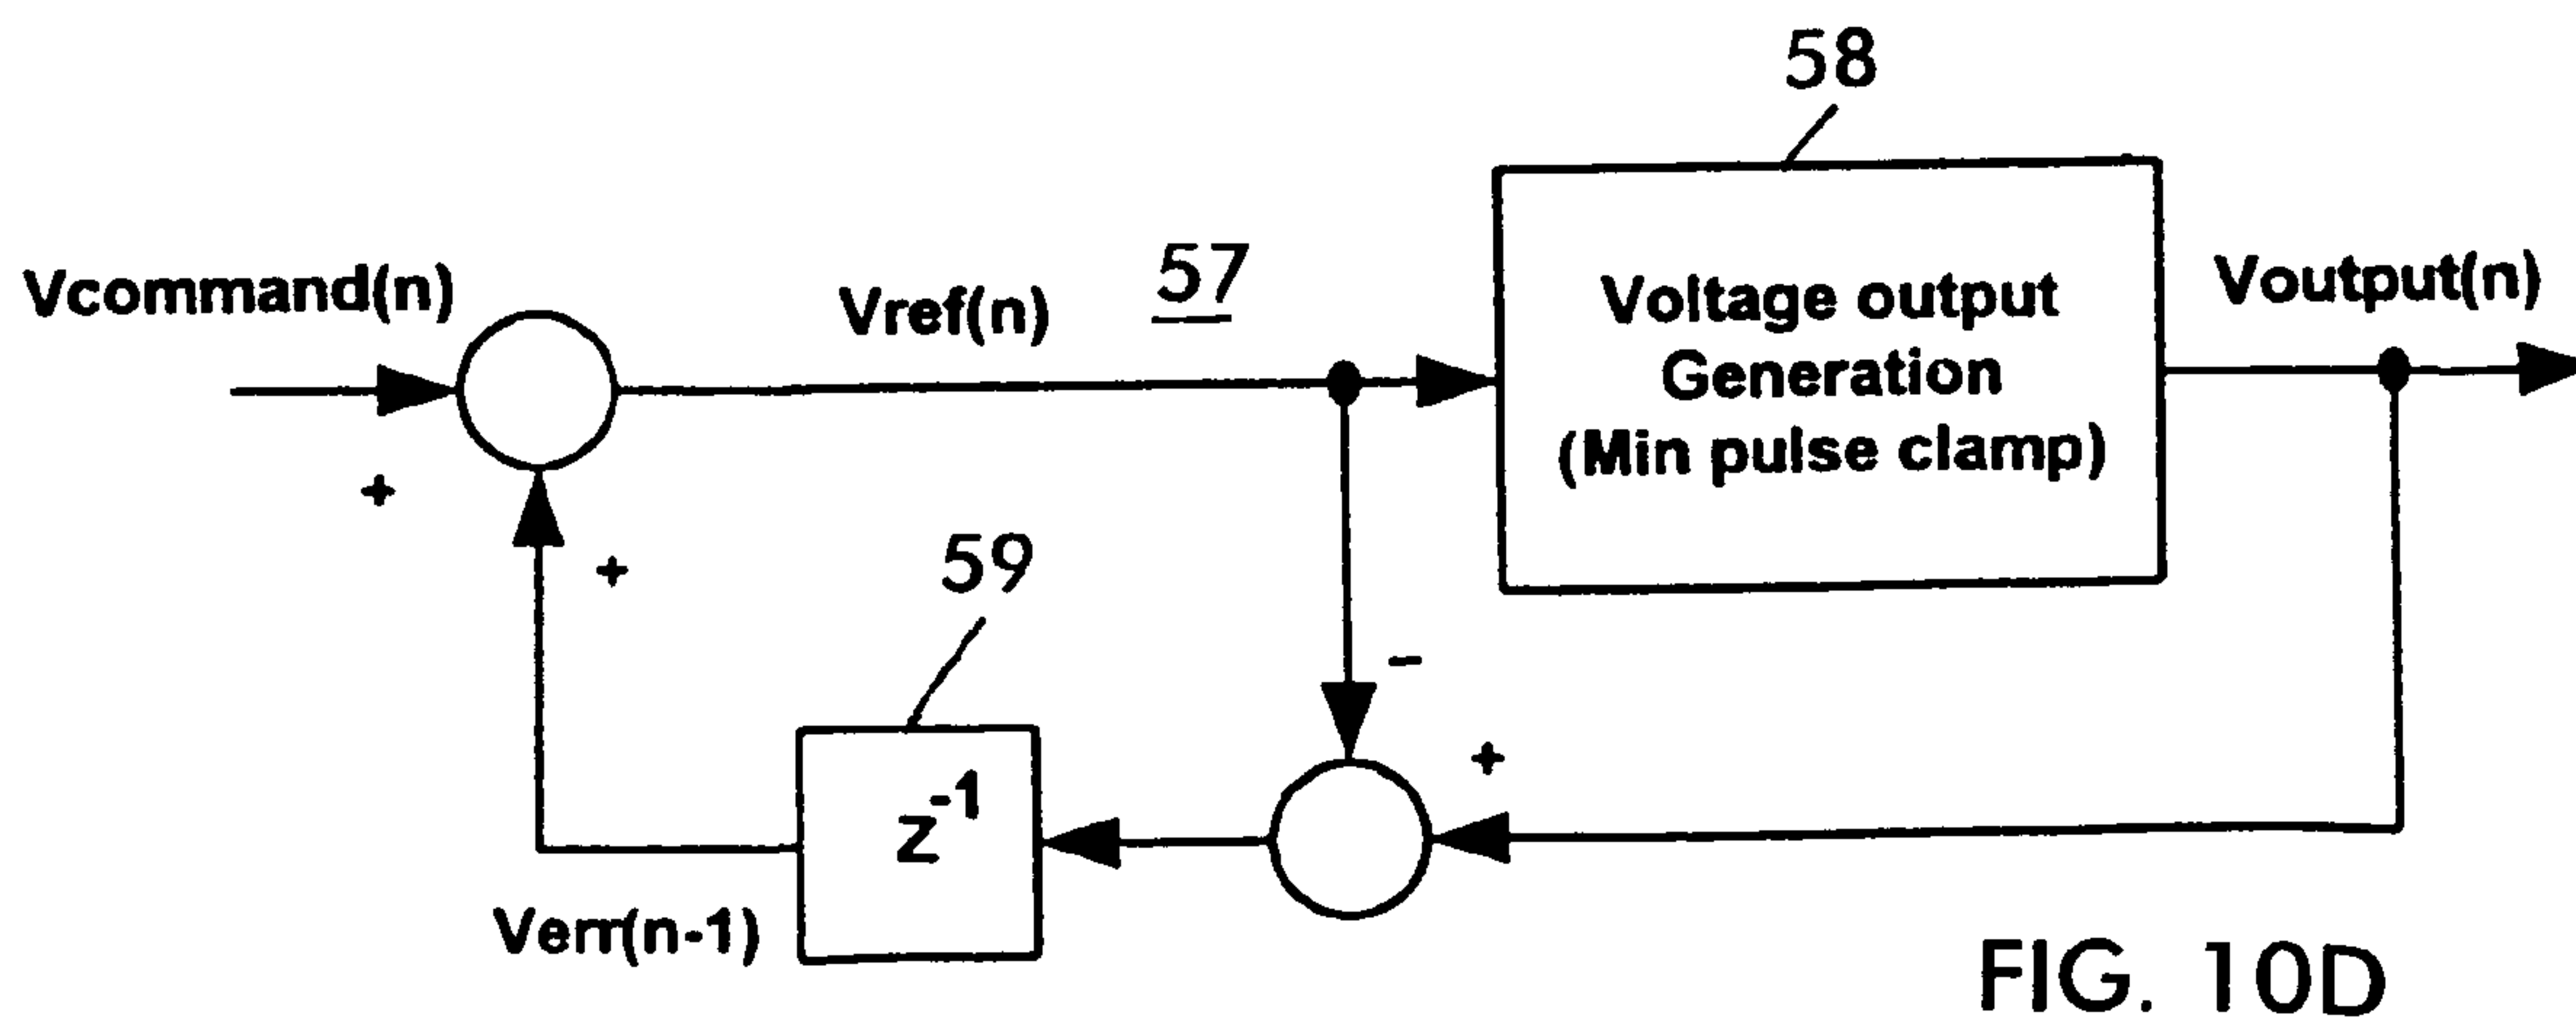 58
Vcommand(n)
Vref(n)
57
Voltage output
Generation
(Min pulse clamp)
Voutput(n)
+
+
59
-
+
z-1
Verr(n-1)
FIG. 10D